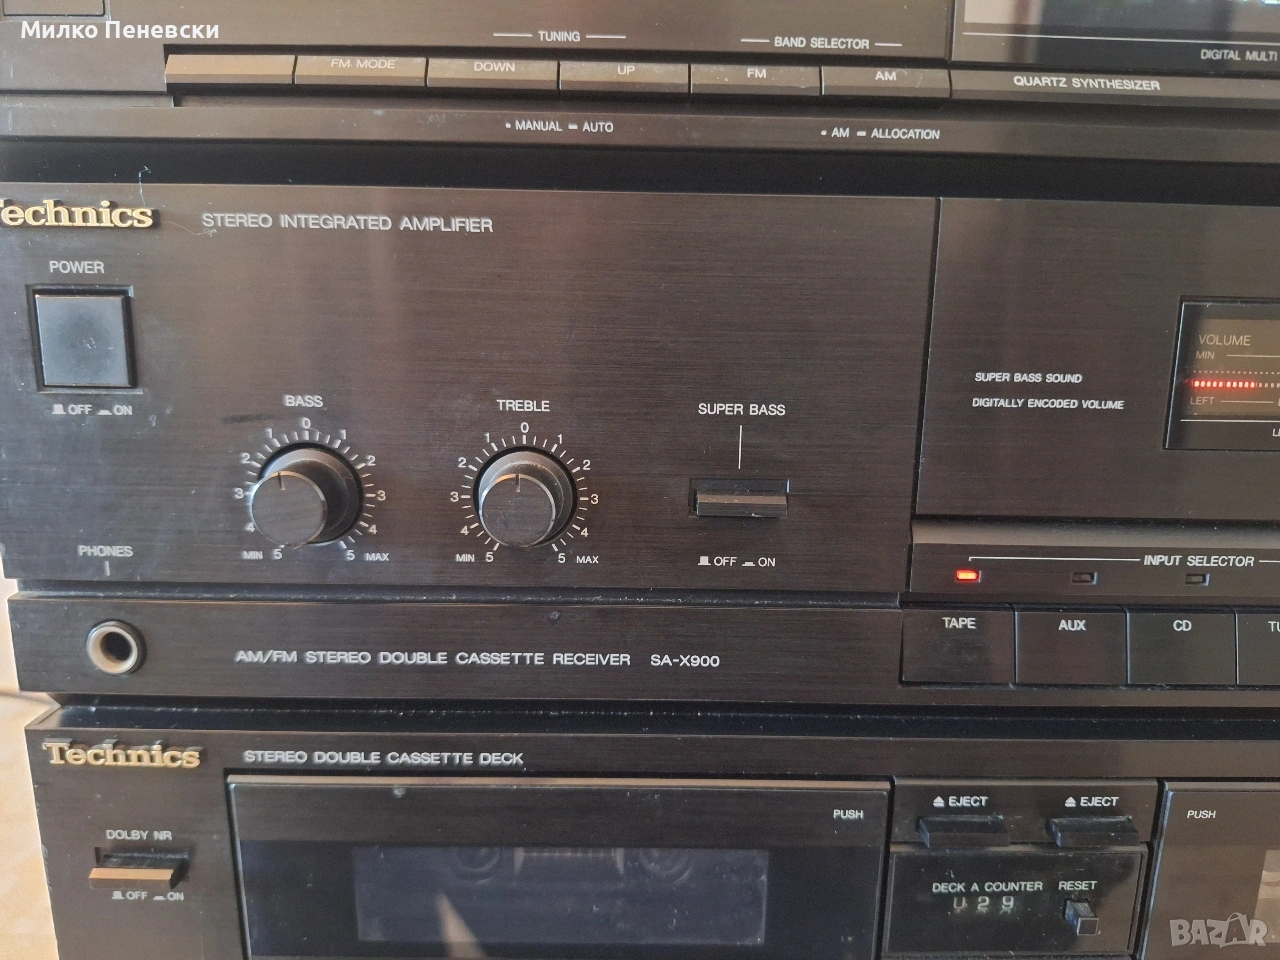 Милко Пеневски
TUNING
BAND SELECTOR
DIGITAL MULTI
FM MODE DOWN UP FM AM
QUARTZ SYNTHESIZER
MANUAL AUTO
AM ALLOCATION
Technics STEREO INTEGRATED AMPLIFIER
POWER
OFF ON
VOLUME
MIN
LEFT
SUPER BASS SOUND
DIGITALLY ENCODED VOLUME
BASS
0
1 1
2 2
3 3
4 4
MIN 5 5 MAX
TREBLE
0
1 1
2 2
3 3
4 4
MIN 5 5 MAX
SUPER BASS
OFF ON
PHONES
INPUT SELECTOR
TAPE AUX CD
AM/FM STEREO DOUBLE CASSETTE RECEIVER SA-X900
Technics STEREO DOUBLE CASSETTE DECK
PUSH
EJECT EJECT
PUSH
DOLBY NR
OFF ON
DECK A COUNTER RESET
029
BAZAR